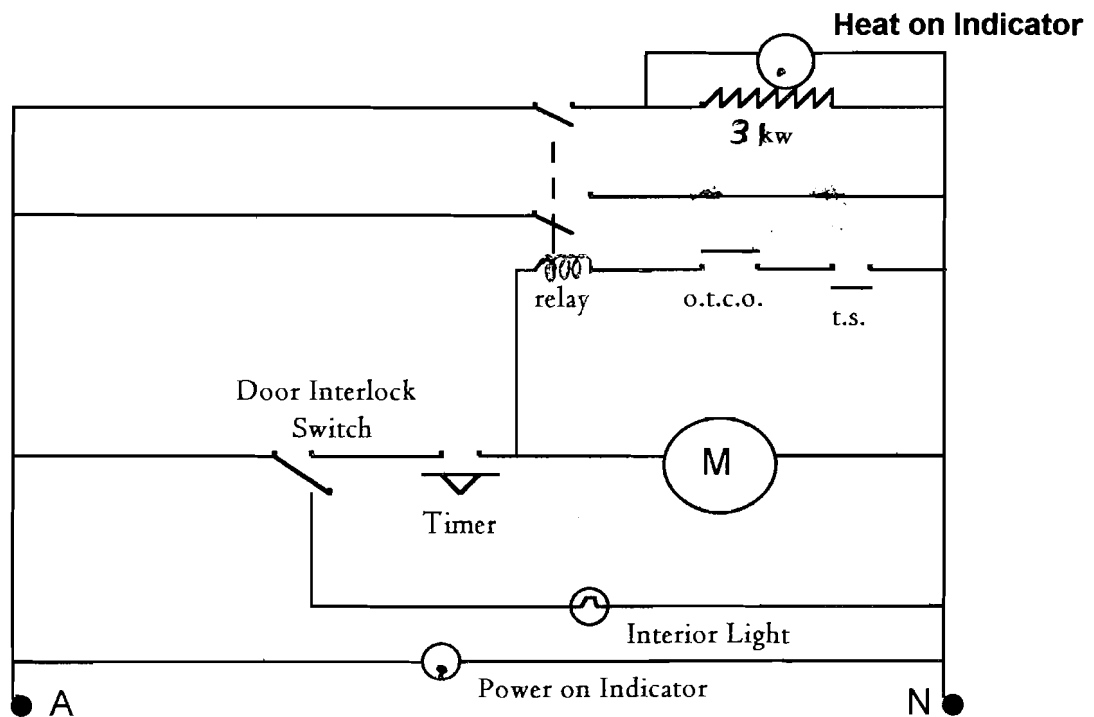 Heat on Indicator
3 kw
relay
o.t.c.o.
t.s.
Door Interlock
Switch
M
Timer
Interior Light
Power on Indicator
A
N